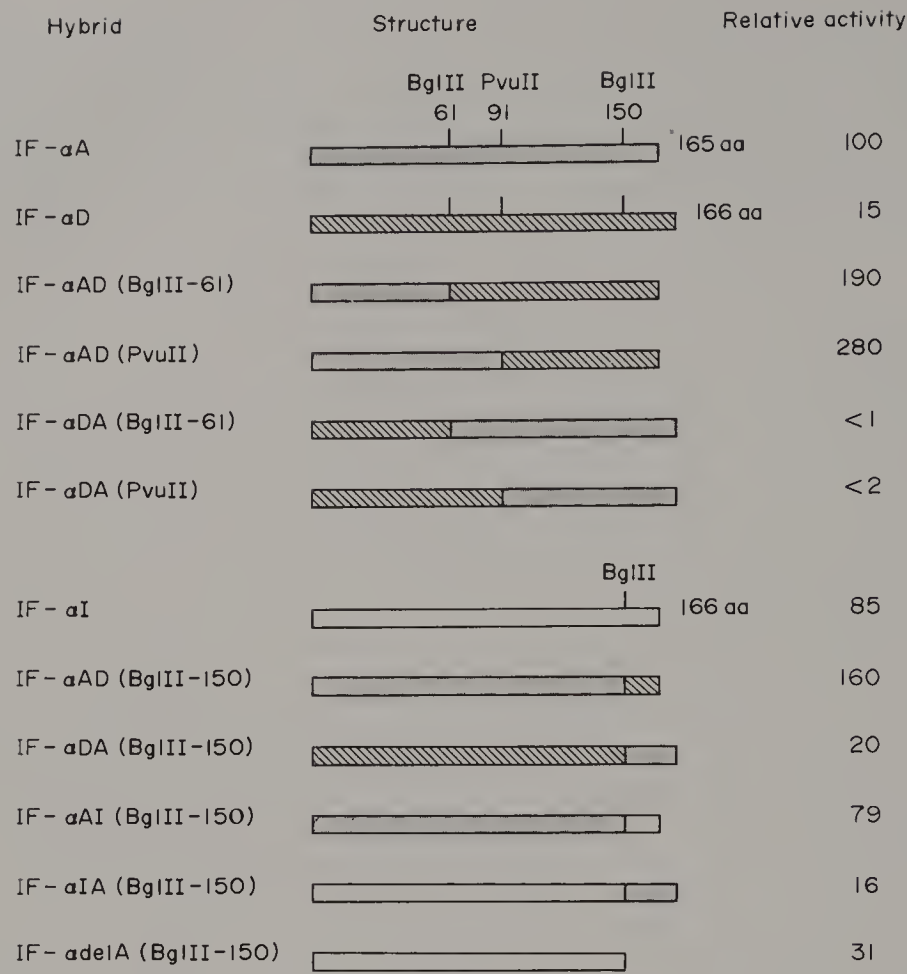 Hybrid Structure Relative activity
BglII PvuII BglII
61 91 150
IF-αA 165 aa 100
IF-αD 166 aa 15
IF-αAD (BglII-61) 190
IF-αAD (PvuII) 280
IF-αDA (BglII-61) <1
IF-αDA (PvuII) <2
BglII
IF-αI 166 aa 85
IF-αAD (BglII-150) 160
IF-αDA (BglII-150) 20
IF-αAI (BglII-150) 79
IF-αIA (BglII-150) 16
IF-αdelA (BglII-150) 31